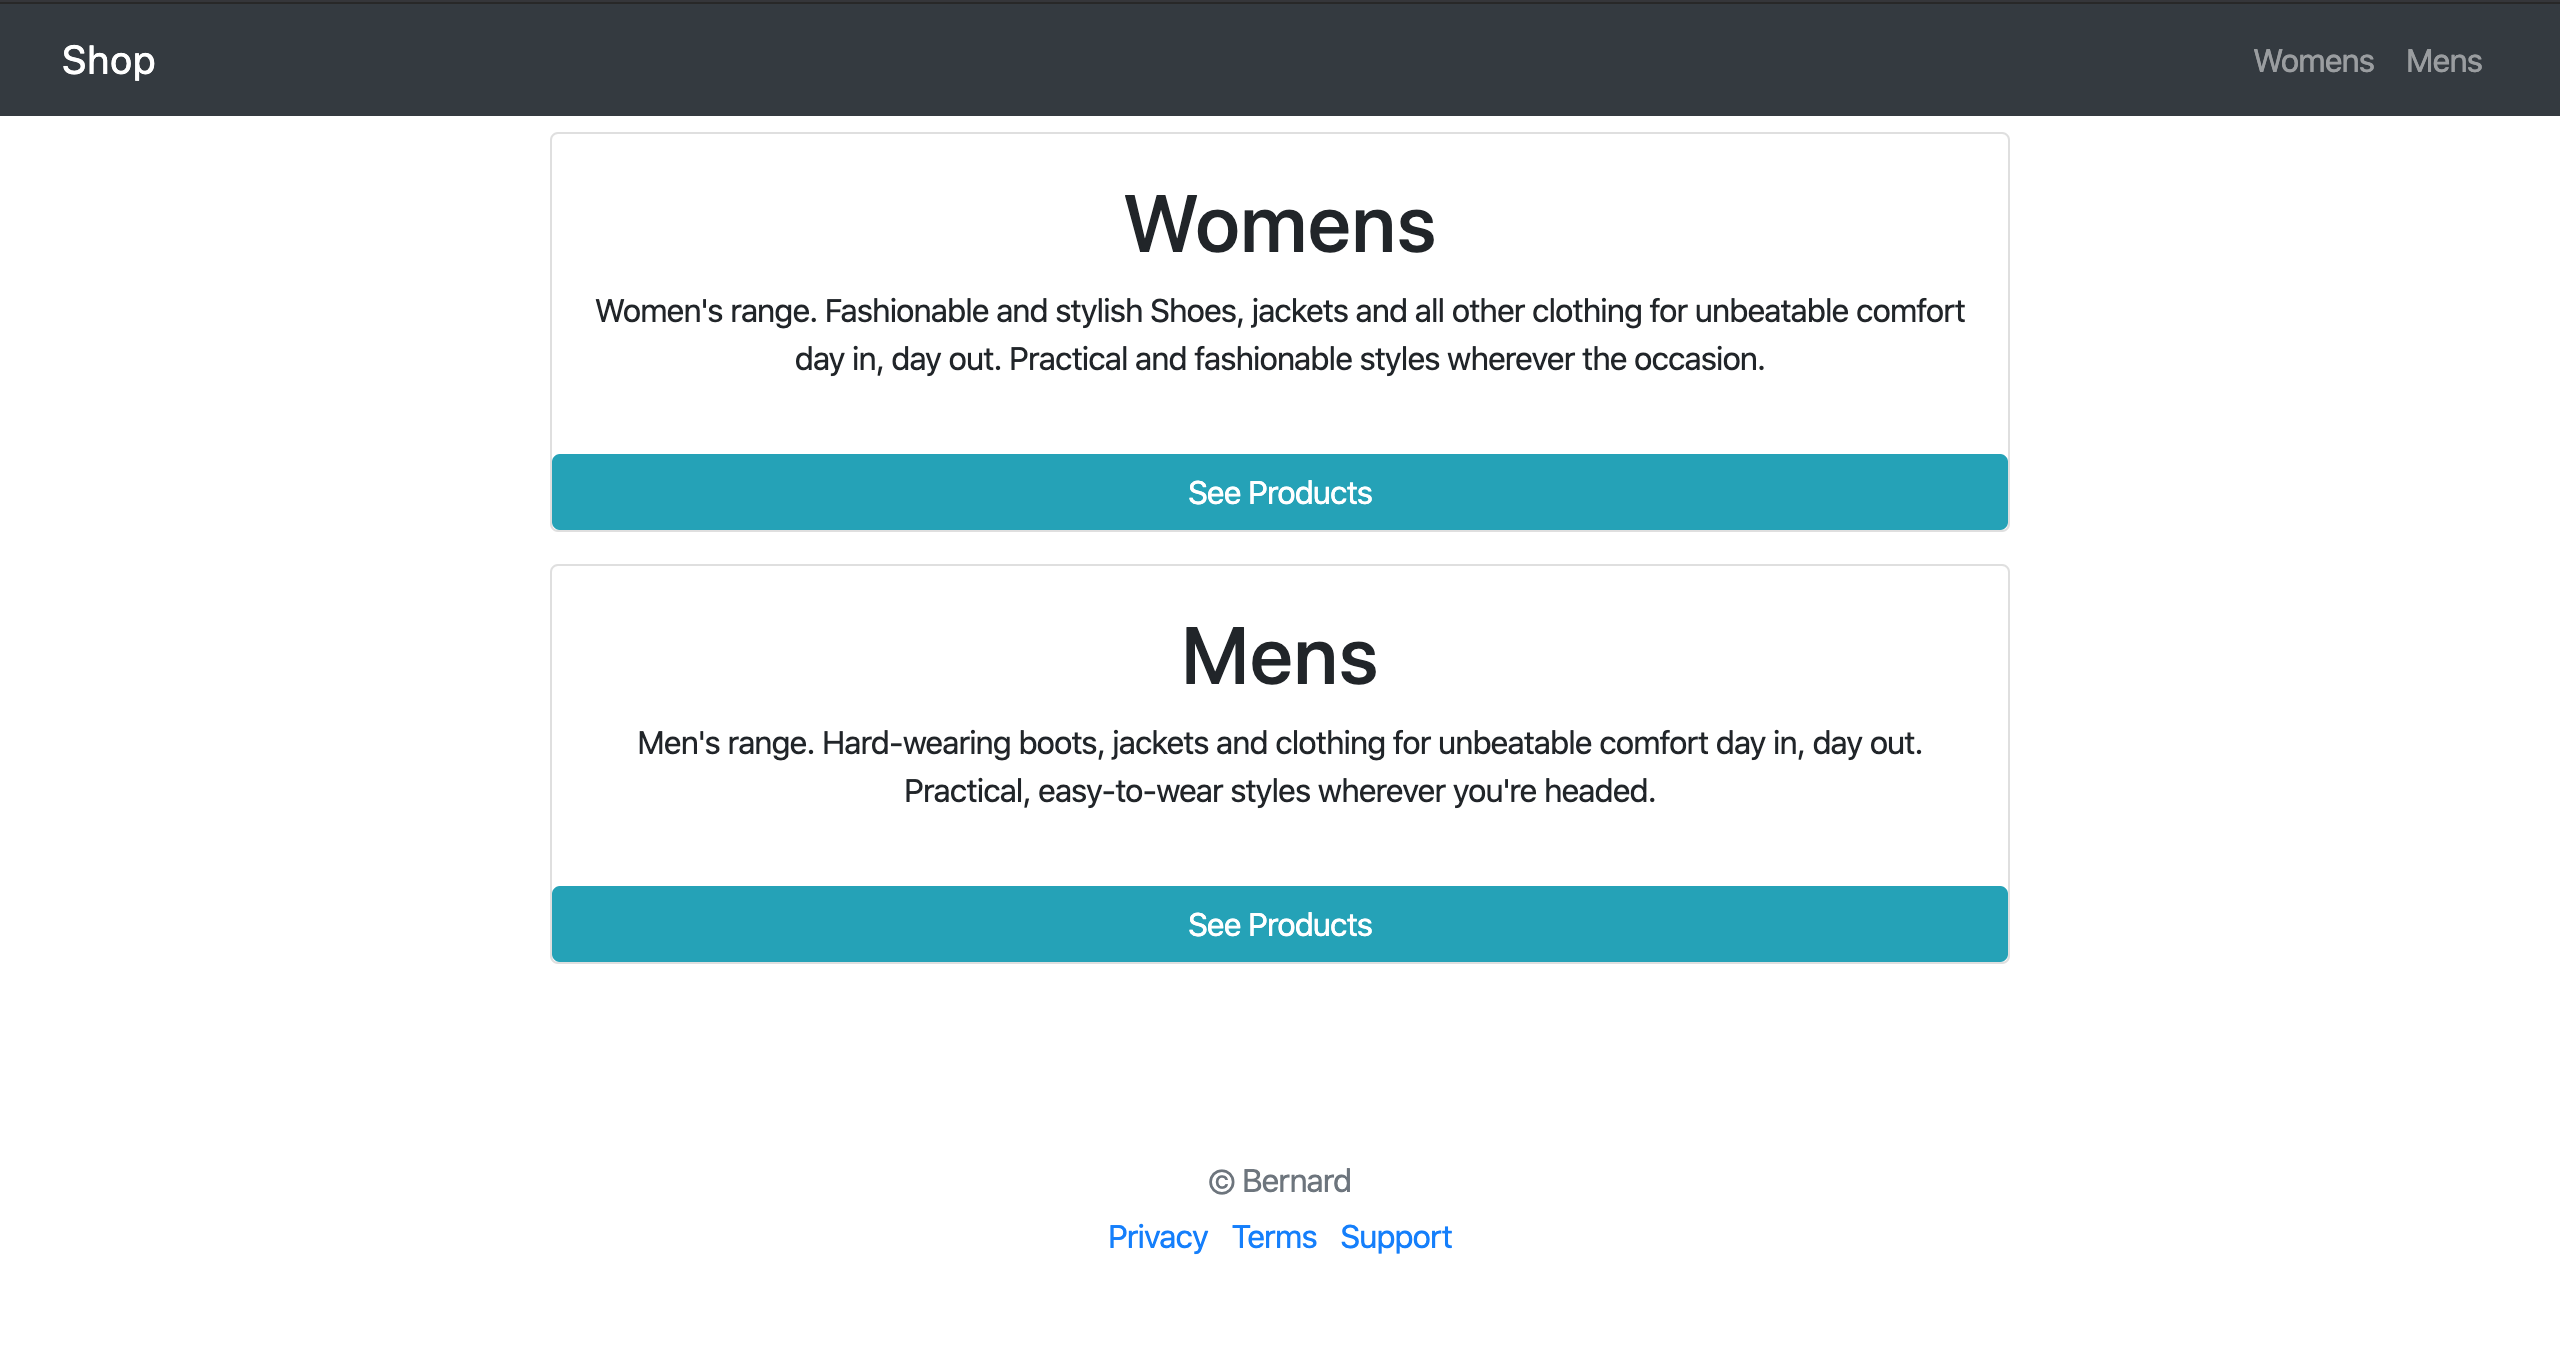 Shop
Womens Mens
Womens
Women's range. Fashionable and stylish Shoes, jackets and all other clothing for unbeatable comfort
day in, day out. Practical and fashionable styles wherever the occasion.
See Products
Mens
Men's range. Hard-wearing boots, jackets and clothing for unbeatable comfort day in, day out.
Practical, easy-to-wear styles wherever you're headed.
See Products
© Bernard
Privacy Terms Support